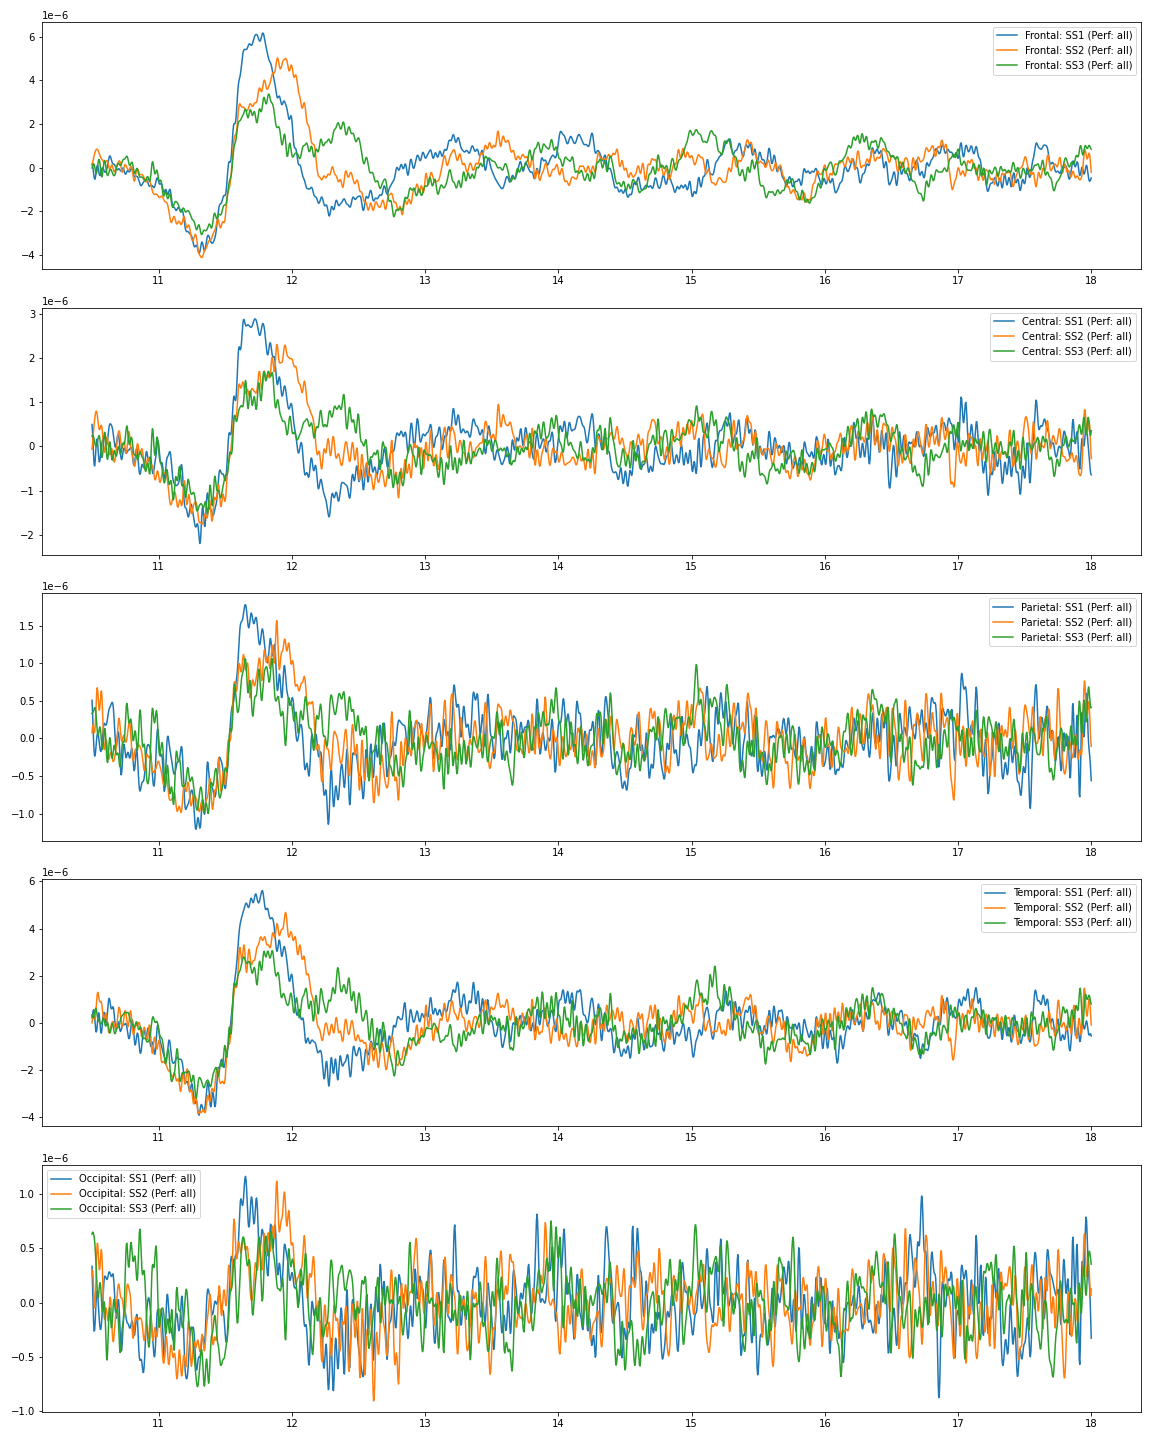 1e−6
6
4
2
0
−2
−4
Frontal: SS1 (Perf: all)
Frontal: SS2 (Perf: all)
Frontal: SS3 (Perf: all)
11 12 13 14 15 16 17 18
1e−6
3
2
1
0
−1
−2
Central: SS1 (Perf: all)
Central: SS2 (Perf: all)
Central: SS3 (Perf: all)
11 12 13 14 15 16 17 18
1e−6
1.5
1.0
0.5
0.0
−0.5
−1.0
Parietal: SS1 (Perf: all)
Parietal: SS2 (Perf: all)
Parietal: SS3 (Perf: all)
11 12 13 14 15 16 17 18
1e−6
6
4
2
0
−2
−4
Temporal: SS1 (Perf: all)
Temporal: SS2 (Perf: all)
Temporal: SS3 (Perf: all)
11 12 13 14 15 16 17 18
1e−6
1.0
0.5
0.0
−0.5
−1.0
Occipital: SS1 (Perf: all)
Occipital: SS2 (Perf: all)
Occipital: SS3 (Perf: all)
11 12 13 14 15 16 17 18